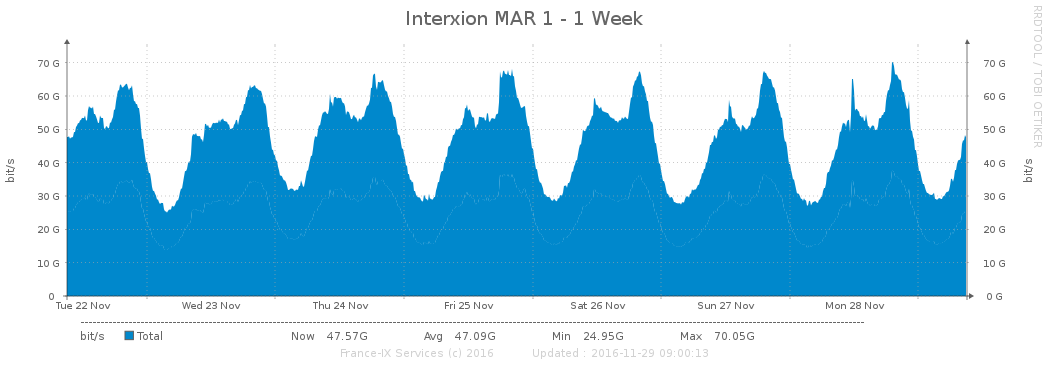 Interxion MAR 1 - 1 Week
RRDTOOL / TOBI OETIKER
bit/s
bit/s
70 G 70 G
60 G 60 G
50 G 50 G
40 G 40 G
30 G 30 G
20 G 20 G
10 G 10 G
0 0 G
Tue 22 Nov Wed 23 Nov Thu 24 Nov Fri 25 Nov Sat 26 Nov Sun 27 Nov Mon 28 Nov
bit/s Total Now 47.57G Avg 47.09G Min 24.95G Max 70.05G
France-IX Services (c) 2016 Updated : 2016-11-29 09:00:13